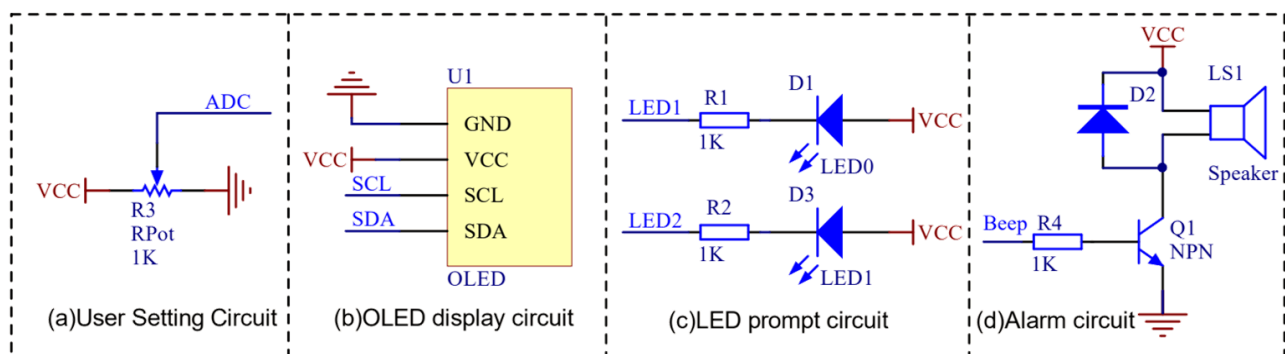 ADC
VCC
R3
RPot
1K
(a)User Setting Circuit
U1
GND
VCC
VCC
SCL
SCL
SDA
SDA
OLED
(b)OLED display circuit
LED1
R1
1K
D1
LED0
VCC
LED2
R2
1K
D3
LED1
VCC
(c)LED prompt circuit
VCC
LS1
D2
Speaker
Beep
R4
1K
Q1
NPN
(d)Alarm circuit